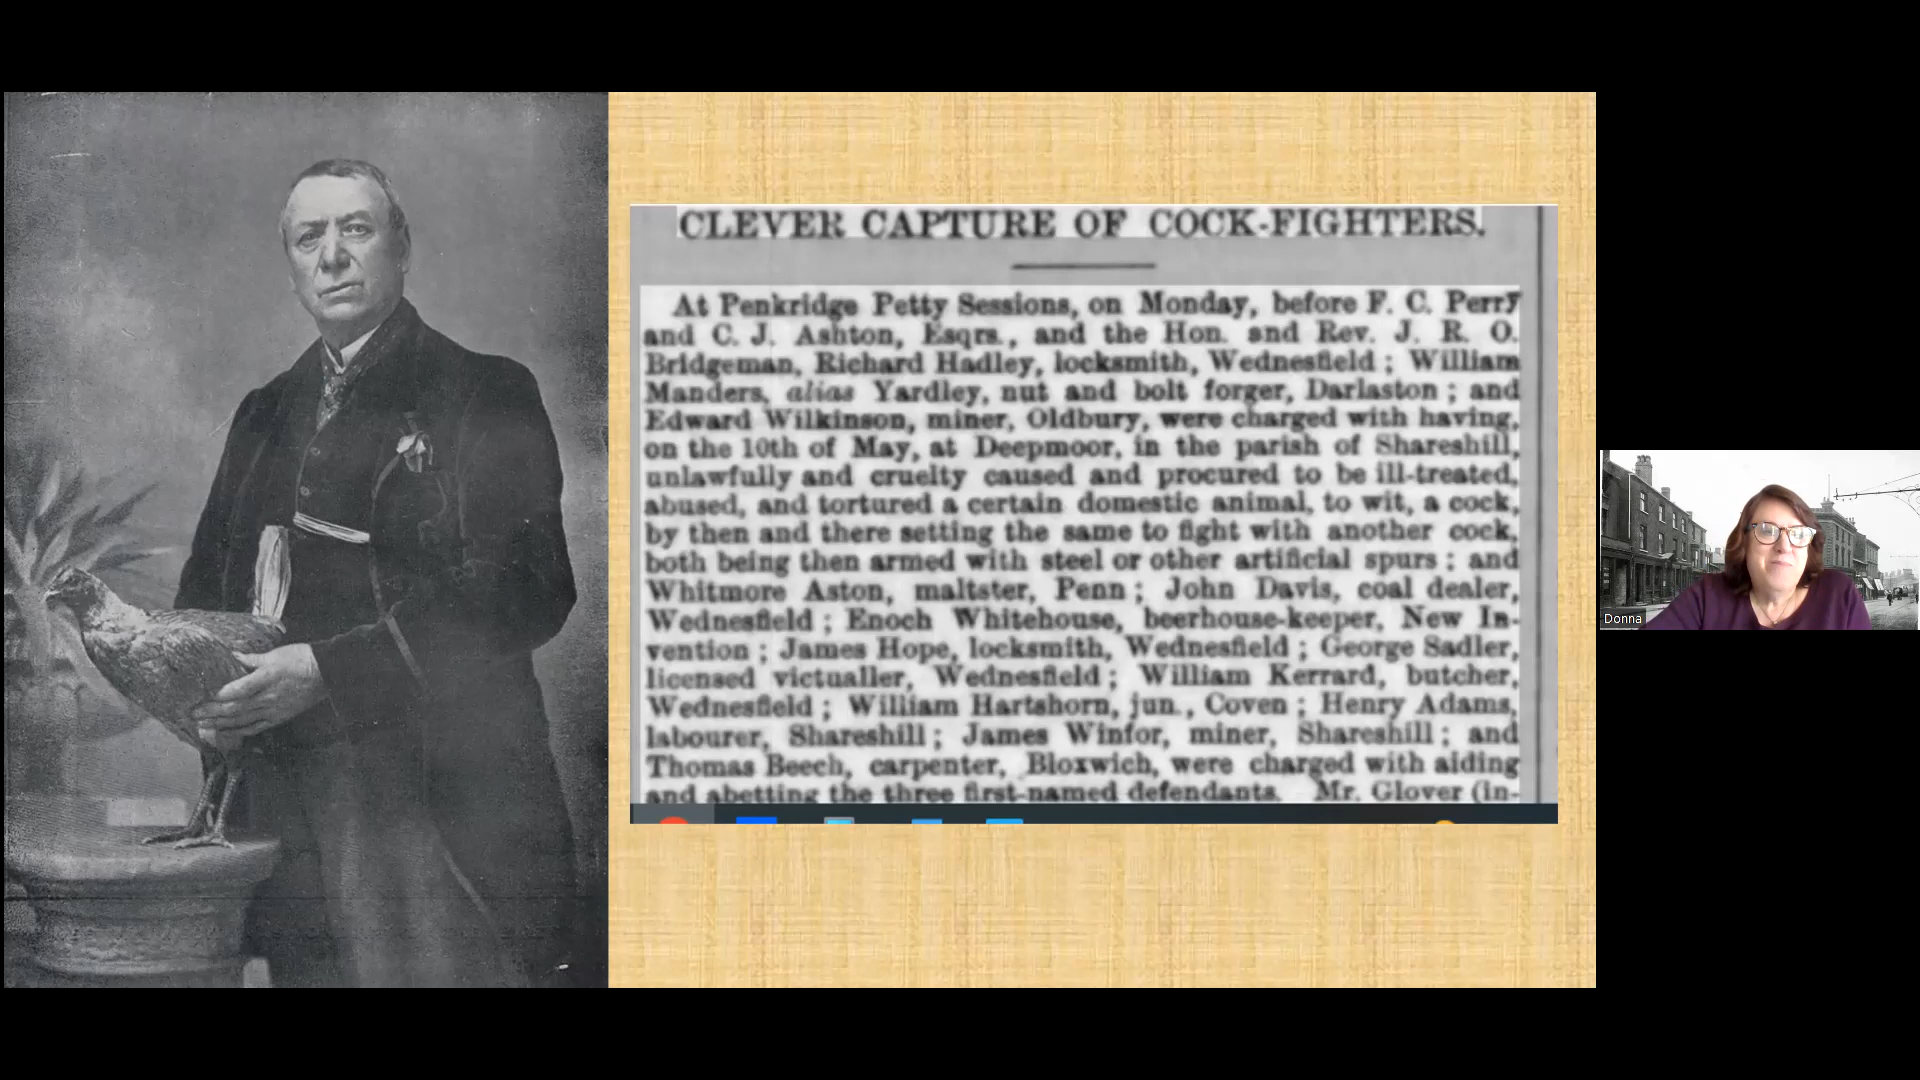 CLEVER CAPTURE OF COCK-FIGHTERS.
At Penkridge Petty Sessions, on Monday, before F. C. Perry
and C. J. Ashton, Esqrs., and the Hon. and Rev. J. R. O.
Bridgeman, Richard Hadley, locksmith, Wednesfield; William
Manders, alias Yardley, nut and bolt forger, Darlaston; and
Edward Wilkinson, miner, Oldbury, were charged with having,
on the 10th of May, at Deepmoor, in the parish of Shareshill,
unlawfully and cruelty caused and procured to be ill-treated,
abused, and tortured a certain domestic animal, to wit, a cock,
by then and there setting the same to fight with another cock,
both being then armed with steel or other artificial spurs; and
Whitmore Aston, maltster, Penn; John Davis, coal dealer,
Wednesfield; Enoch Whitehouse, beerhouse-keeper, New In-
vention; James Hope, locksmith, Wednesfield; George Sadler,
licensed victualler, Wednesfield; William Kerrard, butcher,
Wednesfield; William Hartshorn, jun., Coven; Henry Adams,
labourer, Shareshill; James Winfor, miner, Shareshill; and
Thomas Beech, carpenter, Bloxwich, were charged with aiding
and abetting the three first-named defendants. Mr. Glover (in-
Donna